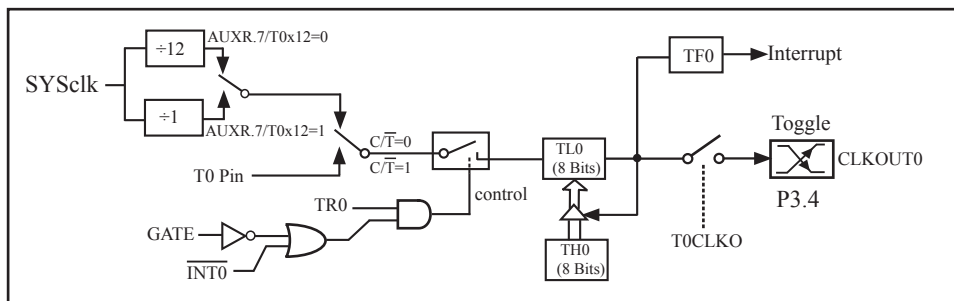 ÷12
AUXR.7/T0x12=0
SYSclk
÷1
AUXR.7/T0x12=1
T0 Pin
C/T̅=0
C/T̅=1
control
TR0
GATE
I̅N̅T̅0̅
TL0
(8 Bits)
TH0
(8 Bits)
TF0
Interrupt
Toggle
CLKOUT0
P3.4
T0CLKO